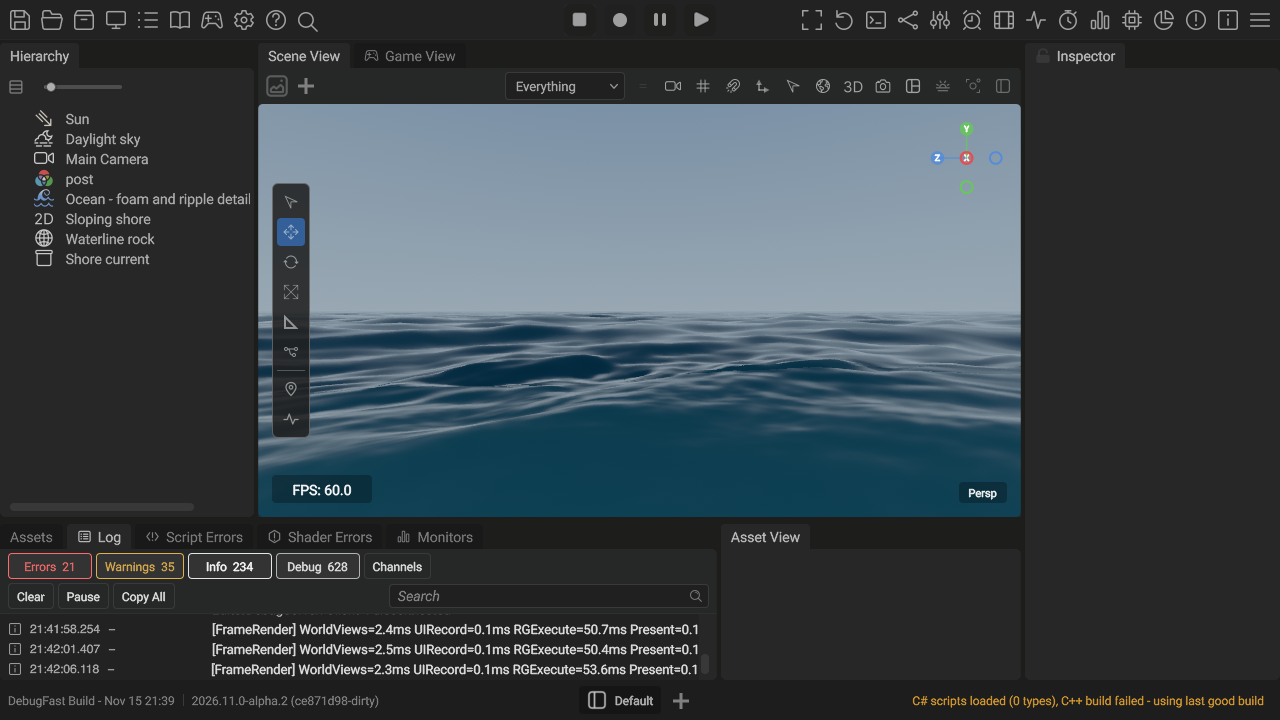 Hierarchy
Scene View
Game View
Inspector
Everything
3D
Sun
Daylight sky
Main Camera
post
Ocean - foam and ripple detail
2D Sloping shore
Waterline rock
Shore current
Y
Z
X
FPS: 60.0
Persp
Assets
Log
Script Errors
Shader Errors
Monitors
Asset View
Errors 21
Warnings 35
Info 234
Debug 628
Channels
Clear
Pause
Copy All
Search
21:41:58.254 – [FrameRender] WorldViews=2.4ms UIRecord=0.1ms RGExecute=50.7ms Present=0.1
21:42:01.407 – [FrameRender] WorldViews=2.5ms UIRecord=0.1ms RGExecute=50.4ms Present=0.1
21:42:06.118 – [FrameRender] WorldViews=2.3ms UIRecord=0.1ms RGExecute=53.6ms Present=0.1
DebugFast Build - Nov 15 21:39
2026.11.0-alpha.2 (ce871d98-dirty)
Default
C# scripts loaded (0 types), C++ build failed - using last good build